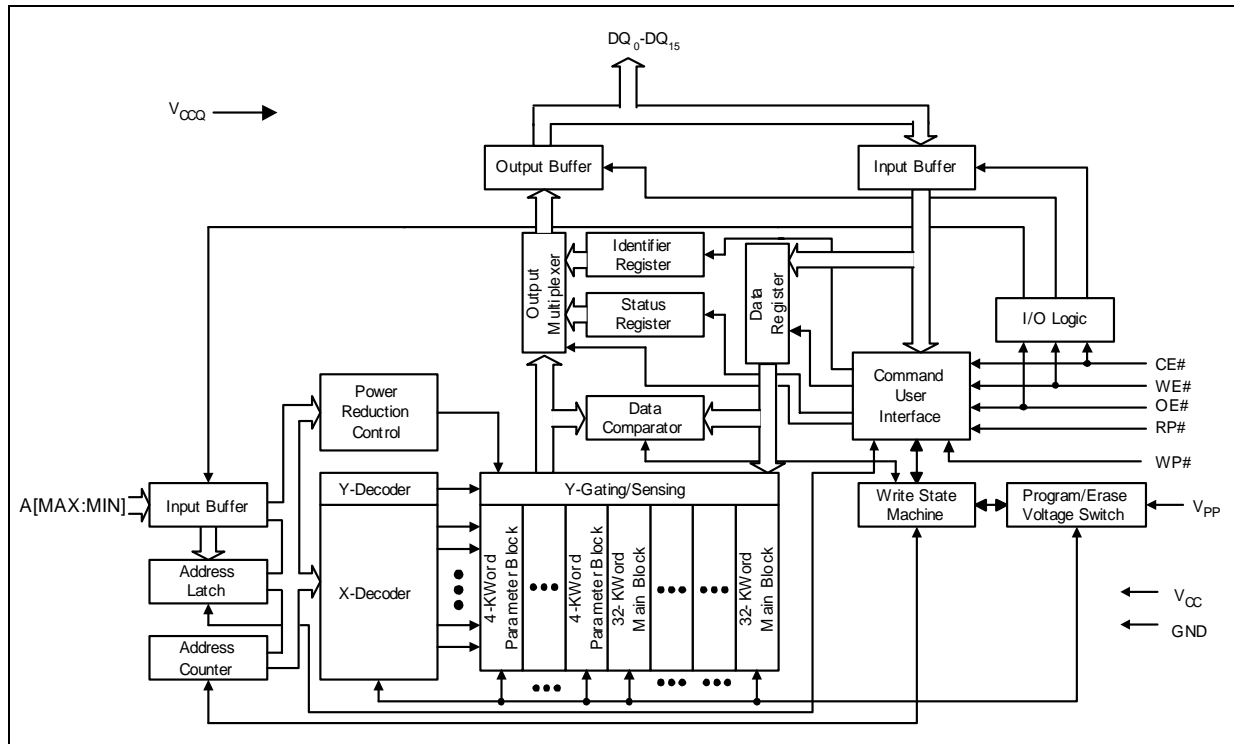 DQ0-DQ15
VCCQ
Output Buffer
Input Buffer
Output
Multiplexer
Identifier
Register
Status
Register
Data
Register
I/O Logic
CE#
WE#
OE#
RP#
WP#
Command
User
Interface
Power
Reduction
Control
Data
Comparator
A[MAX:MIN]
Input Buffer
Y-Decoder
Y-Gating/Sensing
Write State
Machine
Program/Erase
Voltage Switch
VPP
Address
Latch
X-Decoder
4-KWord
Parameter Block
4-KWord
Parameter Block
32-KWord
Main Block
32-KWord
Main Block
VCC
GND
Address
Counter